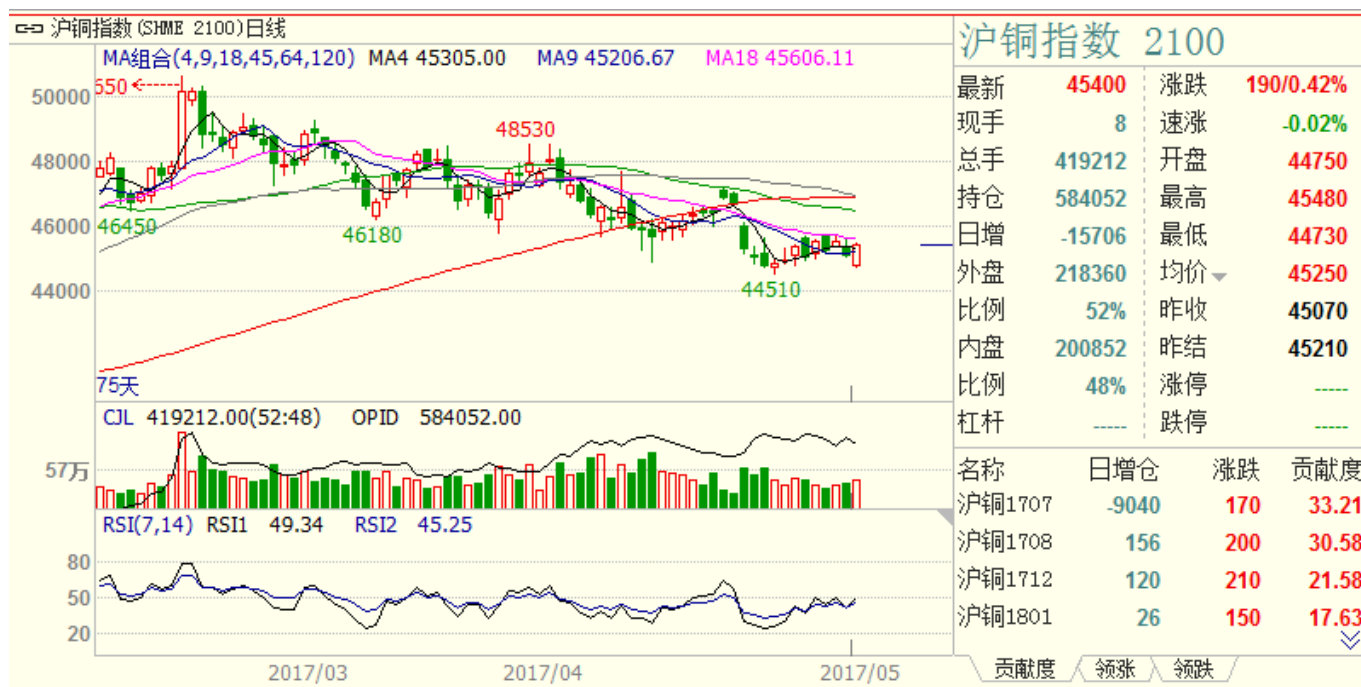 沪铜指数(SHME 2100)日线
MA组合(4,9,18,45,64,120) MA4 45305.00 MA9 45206.67 MA18 45606.11
50000
48000
46000
44000
550
48530
46450
46180
44510
75天
CJL 419212.00(52:48) OPID 584052.00
57万
RSI(7,14) RSI1 49.34 RSI2 45.25
80
50
20
2017/03 2017/04 2017/05
沪铜指数 2100
最新 45400 涨跌 190/0.42%
现手 8 速涨 -0.02%
总手 419212 开盘 44750
持仓 584052 最高 45480
日增 -15706 最低 44730
外盘 218360 均价 45250
比例 52% 昨收 45070
内盘 200852 昨结 45210
比例 48% 涨停 -----
杠杆 ----- 跌停 -----
名称 日增仓 涨跌 贡献度
沪铜1707 -9040 170 33.21
沪铜1708 156 200 30.58
沪铜1712 120 210 21.58
沪铜1801 26 150 17.63
贡献度 领涨 领跌